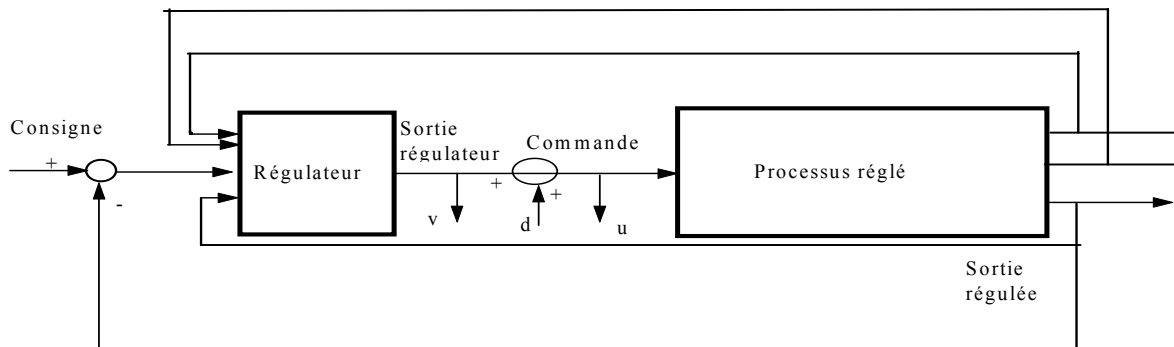 Consigne
+
-
Régulateur
Sortie
régulateur
+
v
d
+
Commande
u
Processus réglé
Sortie
régulée